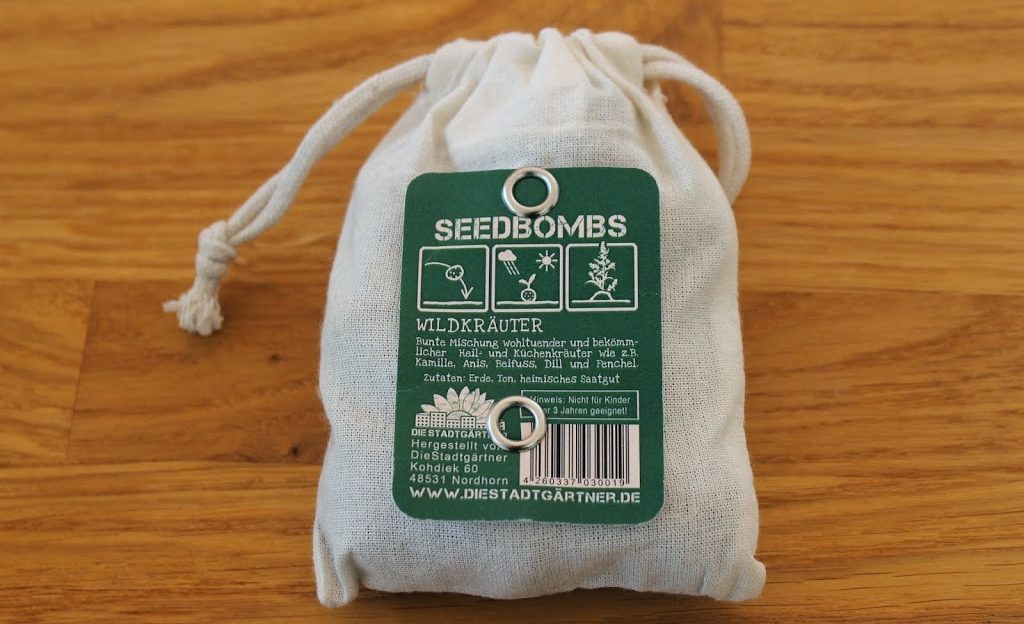 SEEDBOMBS
WILDKRÄUTER
Bunte Mischung wohltuender und bekömm-
licher Heil- und Küchenkräuter wie z.B.
Kamille, Anis, Beifuss, Dill und Fenchel.
Zutaten: Erde, Ton, heimisches Saatgut
Hinweis: Nicht für Kinder
3 Jahren geeignet!
DIE STADTGÄRT
Hergestellt vo
DieStadtgärtner
Kohdiek 60
48531 Nordhorn
4 260337 030019
WWW.DIESTADTGÄRTNER.DE